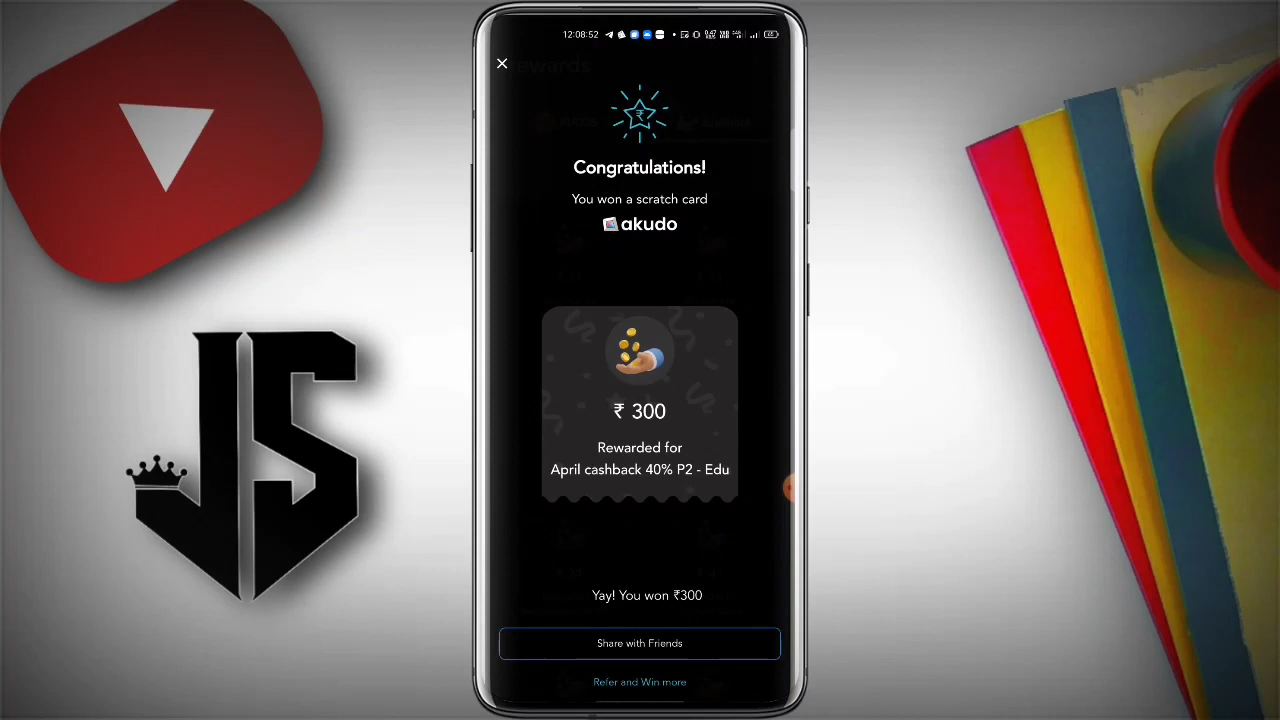 12:08:52
ewards
Congratulations!
You won a scratch card
akudo
₹ 300
Rewarded for
April cashback 40% P2 - Edu
Yay! You won ₹300
Share with Friends
Refer and Win more
JS